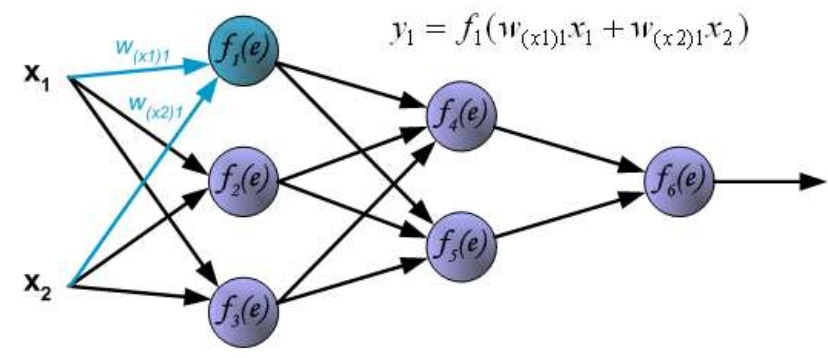 y₁ = f₁(w₍ₓ₁₎₁x₁ + w₍ₓ₂₎₁x₂)
w₍ₓ₁₎₁
f₁(e)
x₁
w₍ₓ₂₎₁
f₄(e)
f₂(e)
f₆(e)
f₅(e)
x₂
f₃(e)